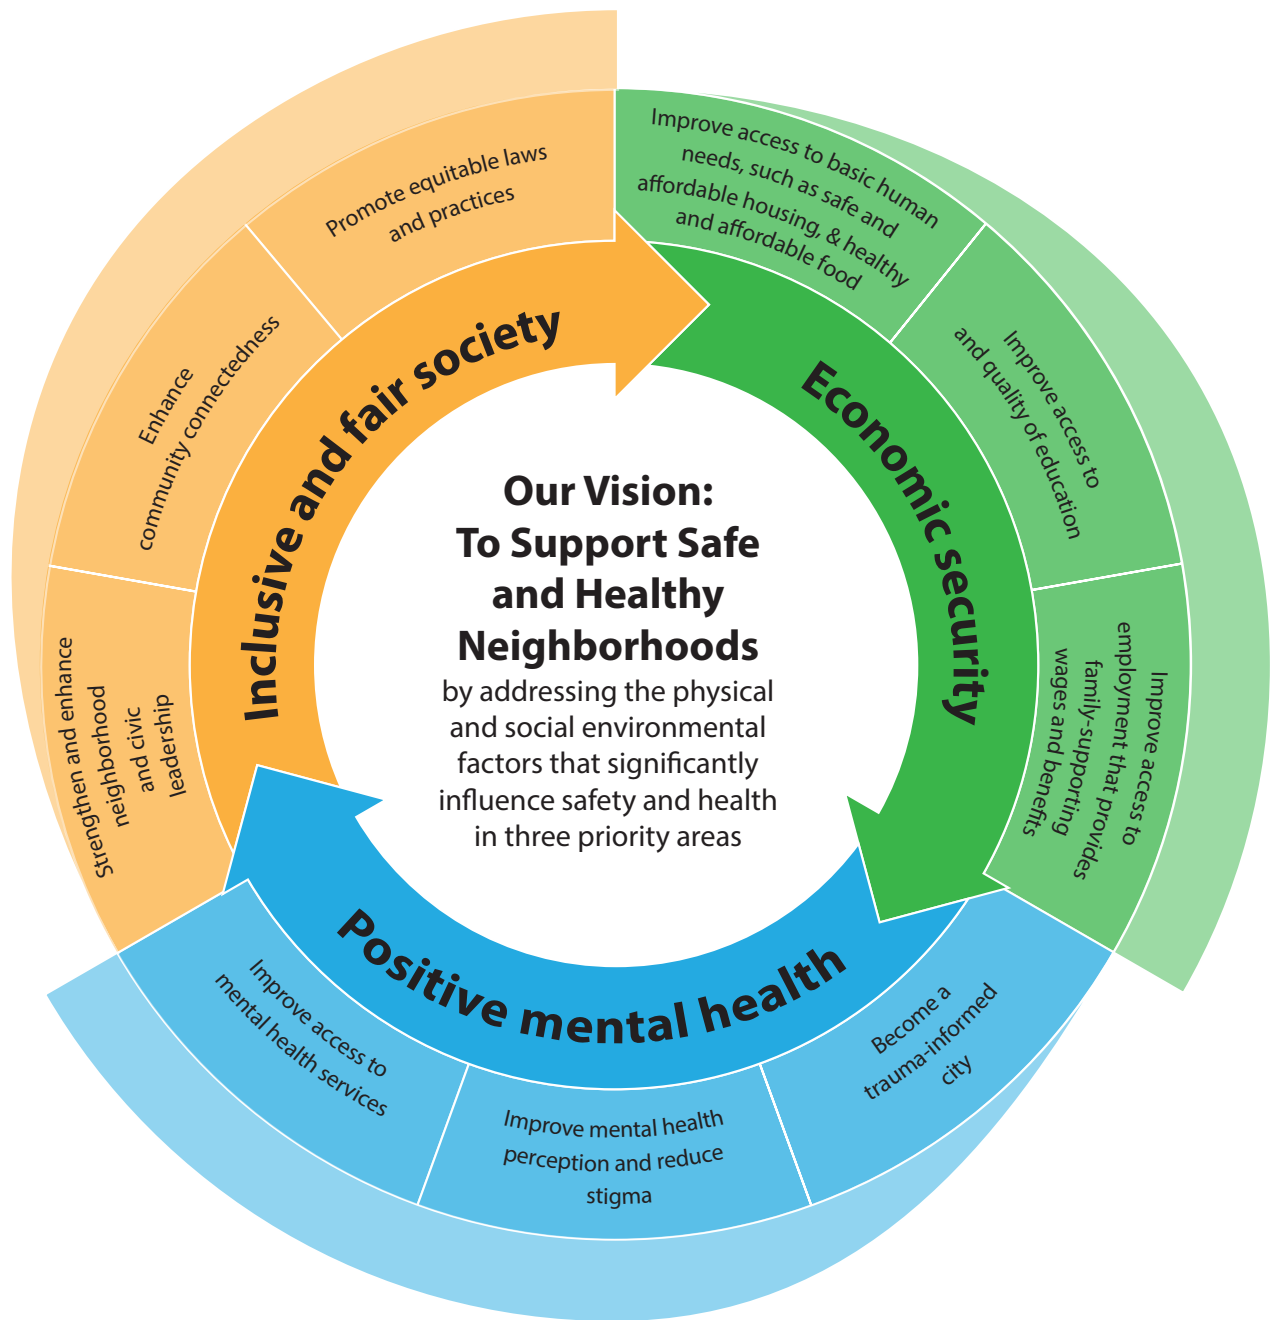 Our Vision:
To Support Safe
and Healthy
Neighborhoods
by addressing the physical
and social environmental
factors that significantly
influence safety and health
in three priority areas
Economic security
Improve access to basic human
needs, such as safe and
affordable housing, & healthy
and affordable food
Improve access to
and quality of education
Improve access to
employment that provides
family-supporting
wages and benefits
Positive mental health
Become a
trauma-informed
city
Improve mental health
perception and reduce
stigma
Improve access to
mental health services
Inclusive and fair society
Strengthen and enhance
neighborhood
and civic
leadership
Enhance
community connectedness
Promote equitable laws
and practices